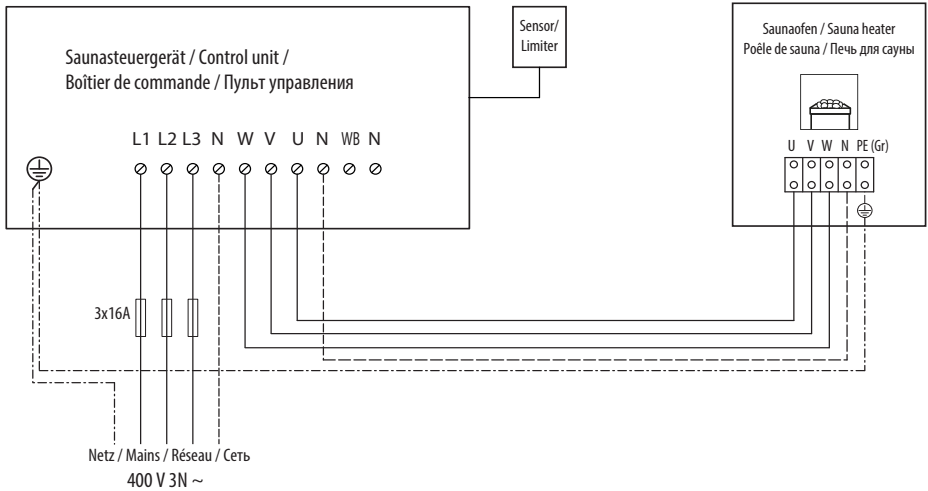 Saunasteuergerät / Control unit /
Boîtier de commande / Пульт управления
Sensor/
Limiter
Saunaofen / Sauna heater
Poêle de sauna / Печь для сауны
L1 L2 L3 N W V U N WB N
U V W N PE (Gr)
3x16A
Netz / Mains / Réseau / Сеть
400 V 3N ~